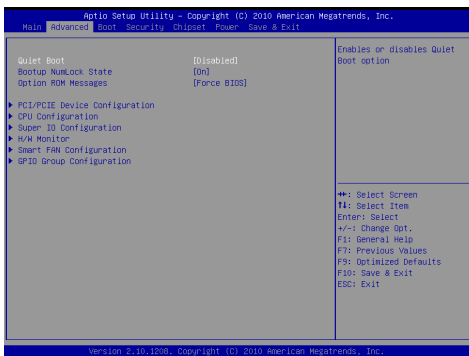 Aptio Setup Utility – Copyright (C) 2010 American Megatrends, Inc.
Main Advanced Boot Security Chipset Power Save & Exit
Quiet Boot [Disabled]
Bootup NumLock State [On]
Option ROM Messages [Force BIOS]
▶ PCI/PCIE Device Configuration
▶ CPU Configuration
▶ Super IO Configuration
▶ H/W Monitor
▶ Smart FAN Configuration
▶ GPIO Group Configuration
Enables or disables Quiet
Boot option
→←: Select Screen
↑↓: Select Item
Enter: Select
+/-: Change Opt.
F1: General Help
F7: Previous Values
F9: Optimized Defaults
F10: Save & Exit
ESC: Exit
Version 2.10.1208. Copyright (C) 2010 American Megatrends, Inc.